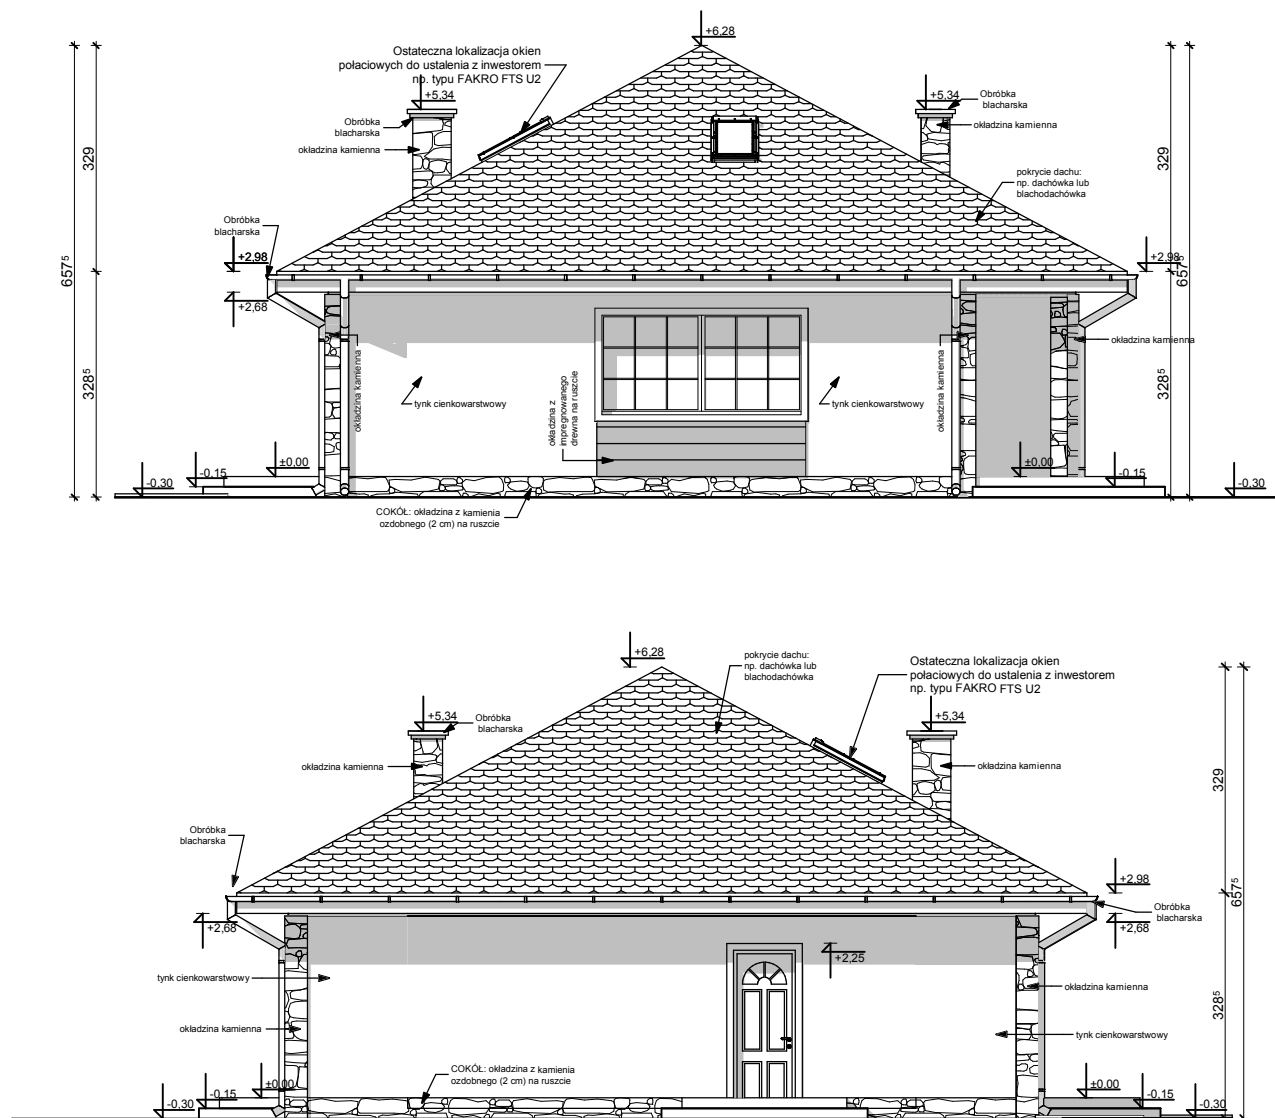 +6,28
Ostateczna lokalizacja okien
połaciowych do ustalenia z inwestorem
np. typu FAKRO FTS U2
+5,34
+5,34
Obróbka
blacharska
Obróbka
blacharska
okładzina kamienna
okładzina kamienna
329
329
pokrycie dachu:
np. dachówka lub
blachodachówka
Obróbka
blacharska
+2,98
+2,98
657⁵
657⁵
+2,68
okładzina kamienna
okładzina kamienna
okładzina kamienna
328⁵
328⁵
tynk cienkowarstwowy
okładzina z
impregnowanego
drewna na ruszcie
tynk cienkowarstwowy
±0,00
±0,00
-0,15
-0,15
-0,30
-0,30
COKÓŁ: okładzina z kamienia
ozdobnego (2 cm) na ruszcie
+6,28
pokrycie dachu:
np. dachówka lub
blachodachówka
Ostateczna lokalizacja okien
połaciowych do ustalenia z inwestorem
np. typu FAKRO FTS U2
+5,34
Obróbka
blacharska
+5,34
okładzina kamienna
okładzina kamienna
329
Obróbka
blacharska
+2,98
657⁵
Obróbka
blacharska
+2,68
+2,68
+2,25
tynk cienkowarstwowy
okładzina kamienna
328⁵
okładzina kamienna
tynk cienkowarstwowy
COKÓŁ: okładzina z kamienia
ozdobnego (2 cm) na ruszcie
±0,00
±0,00
-0,15
-0,15
-0,30
-0,30